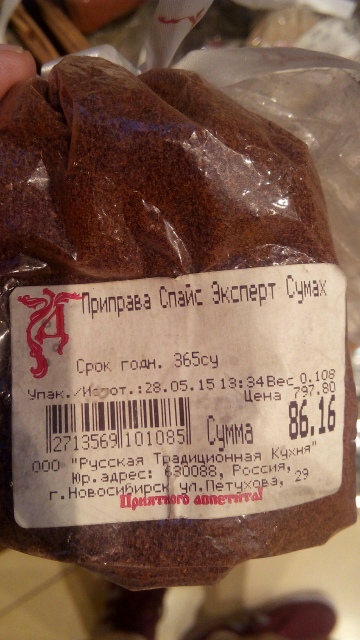 Приправа Спайс Эксперт Сумах
Срок годн. 365су
Упак./Изгот.:28.05.15 13:34 Вес 0.108
Цена 797.80
2713569101085 Сумма 86.16
ООО "Русская Традиционная Кухня"
Юр.адрес: 630088, Россия,
г.Новосибирск ул.Петухова, 29
Приятного аппетита!